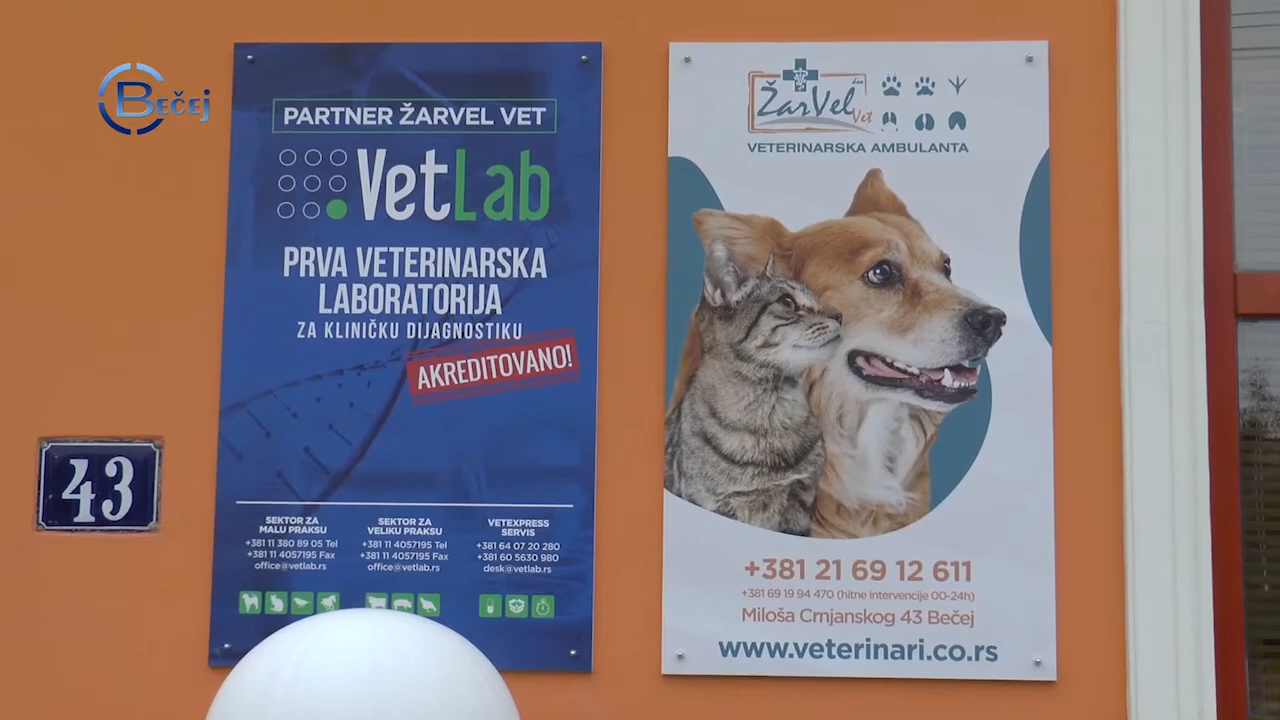 BEČEJ
43
PARTNER ŽARVEL VET
VetLab
PRVA VETERINARSKA
LABORATORIJA
ZA KLINIČKU DIJAGNOSTIKU
AKREDITOVANO!
SEKTOR ZA
MALU PRAKSU
+381 11 380 89 05 Tel
+381 11 4057195 Fax
office@vetlab.rs
SEKTOR ZA
VELIKU PRAKSU
+381 11 4057195 Tel
+381 11 4057195 Fax
office@vetlab.rs
VETEXPRESS
SERVIS
+381 64 07 20 280
+381 60 5630 980
desk@vetlab.rs
ŽarVel
Vet
VETERINARSKA AMBULANTA
+381 21 69 12 611
+381 69 19 94 470 (hitne intervencije 00-24h)
Miloša Crnjanskog 43 Bečej
www.veterinari.co.rs